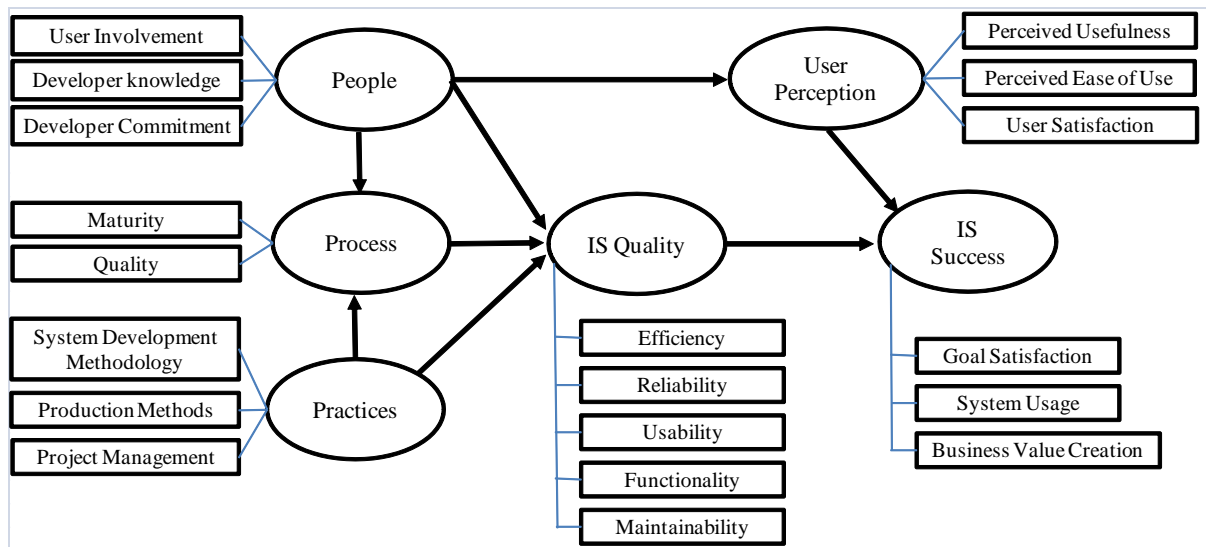 User Involvement
Developer knowledge
Developer Commitment
People
User
Perception
Perceived Usefulness
Perceived Ease of Use
User Satisfaction
Maturity
Quality
Process
IS Quality
IS
Success
System Development
Methodology
Production Methods
Project Management
Practices
Efficiency
Reliability
Usability
Functionality
Maintainability
Goal Satisfaction
System Usage
Business Value Creation